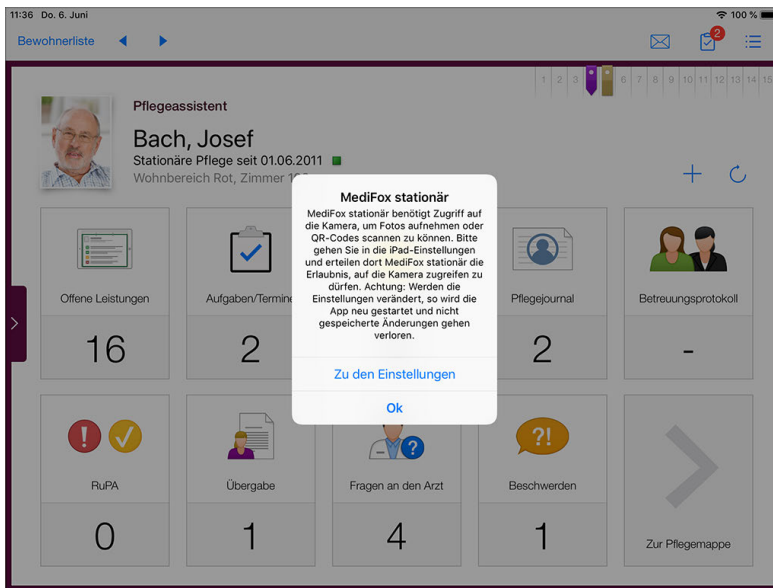 11:36 Do. 6. Juni
100 %
Bewohnerliste
2
1 2 3 6 7 8 9 10 11 12 13 14 15
Pflegeassistent
Bach, Josef
Stationäre Pflege seit 01.06.2011
Wohnbereich Rot, Zimmer
MediFox stationär
MediFox stationär benötigt Zugriff auf
die Kamera, um Fotos aufnehmen oder
QR-Codes scannen zu können. Bitte
gehen Sie in die iPad-Einstellungen
und erteilen dort MediFox stationär die
Erlaubnis, auf die Kamera zugreifen zu
dürfen. Achtung: Werden die
Einstellungen verändert, so wird die
App neu gestartet und nicht
gespeicherte Änderungen gehen
verloren.
Zu den Einstellungen
Ok
Offene Leistungen
16
Aufgaben/Termine
2
Pflegejournal
2
Betreuungsprotokoll
-
RuPA
0
Übergabe
1
Fragen an den Arzt
4
?!
Beschwerden
1
Zur Pflegemappe